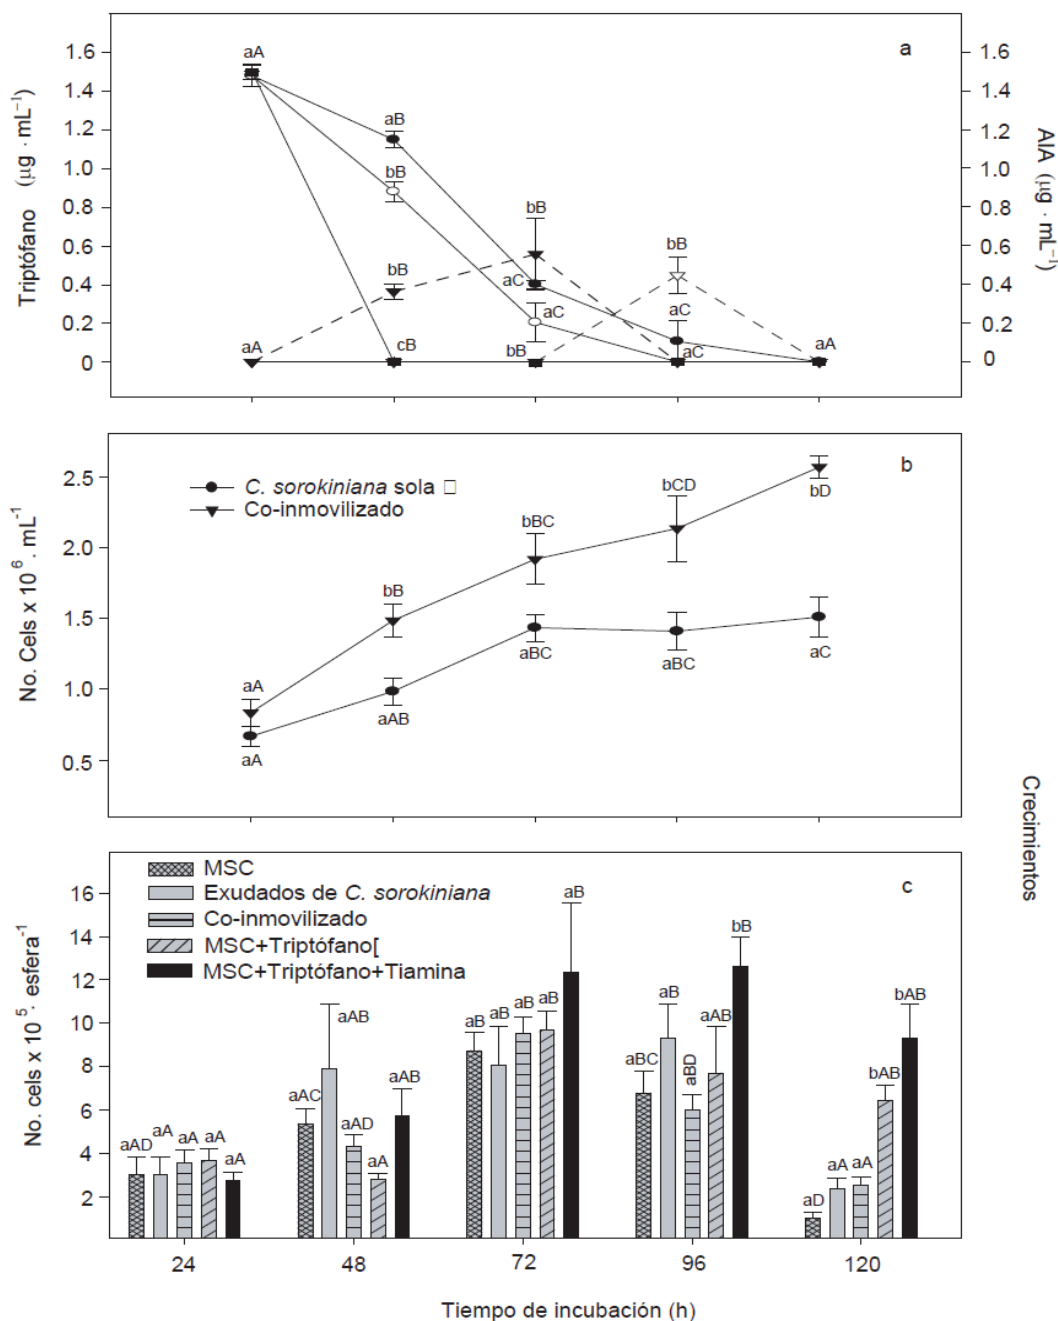 a
Triptófano (µg · mL⁻¹)
AIA (µg · mL⁻¹)
1.6 1.6
1.4 1.4
1.2 1.2
1.0 1.0
0.8 0.8
0.6 0.6
0.4 0.4
0.2 0.2
0 0
aA
aB
bB
bB
bB
bB
aC
aC
aC
aA
cB
bB
aC
aA
b
No. Cels x 10⁶ . mL⁻¹
2.5
2.0
1.5
1.0
0.5
C. sorokiniana sola □
Co-inmovilizado
aA
bB
bBC
bCD
bD
aA
aAB
aBC
aBC
aC
Crecimientos
c
No. cels x 10⁵· esfera⁻¹
16
14
12
10
8
6
4
2
MSC
Exudados de C. sorokiniana
Co-inmovilizado
MSC+Triptófano[
MSC+Triptófano+Tiamina
aAD aA aA aA aA
aAC aAB aAD aA aAB
aB aB aB aB aB
aBC aB aBD aAB bB
aD aA aA bAB bAB
24 48 72 96 120
Tiempo de incubación (h)